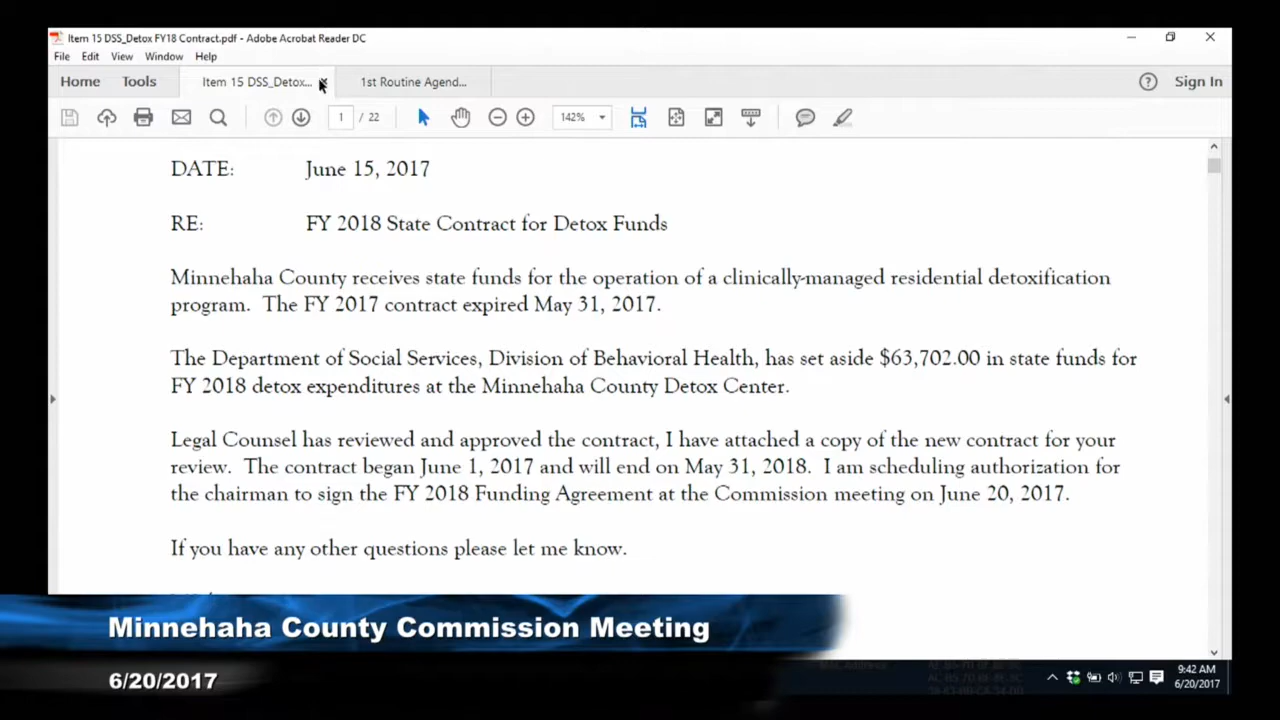 Item 15 DSS_Detox FY18 Contract.pdf - Adobe Acrobat Reader DC
File Edit View Window Help
Home Tools Item 15 DSS_Detox... 1st Routine Agend... Sign In
1 / 22 142%
DATE: June 15, 2017
RE: FY 2018 State Contract for Detox Funds
Minnehaha County receives state funds for the operation of a clinically-managed residential detoxification
program. The FY 2017 contract expired May 31, 2017.
The Department of Social Services, Division of Behavioral Health, has set aside $63,702.00 in state funds for
FY 2018 detox expenditures at the Minnehaha County Detox Center.
Legal Counsel has reviewed and approved the contract, I have attached a copy of the new contract for your
review. The contract began June 1, 2017 and will end on May 31, 2018. I am scheduling authorization for
the chairman to sign the FY 2018 Funding Agreement at the Commission meeting on June 20, 2017.
If you have any other questions please let me know.
Minnehaha County Commission Meeting
6/20/2017
9:42 AM
6/20/2017